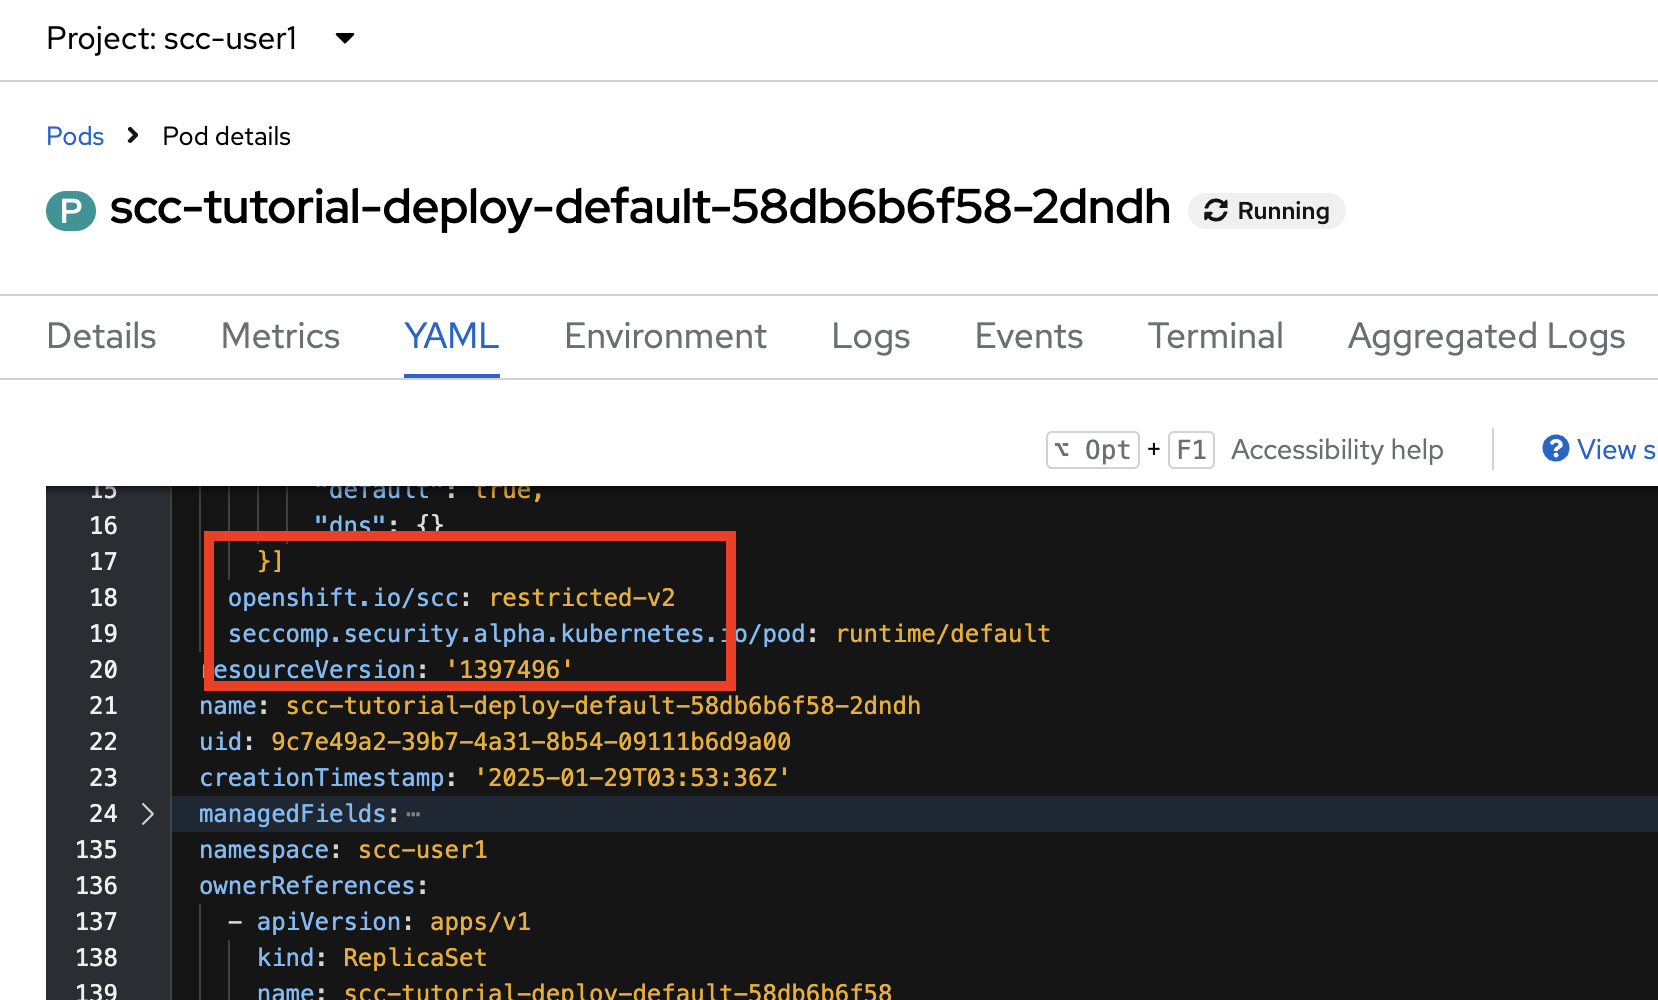 Project: scc-user1
Pods > Pod details
P scc-tutorial-deploy-default-58db6b6f58-2dndh Running
Details Metrics YAML Environment Logs Events Terminal Aggregated Logs
⌥ Opt + F1 Accessibility help ? View s
15 "default": true,
16 "dns": {}
17 }]
18 openshift.io/scc: restricted-v2
19 seccomp.security.alpha.kubernetes.io/pod: runtime/default
20 resourceVersion: '1397496'
21 name: scc-tutorial-deploy-default-58db6b6f58-2dndh
22 uid: 9c7e49a2-39b7-4a31-8b54-09111b6d9a00
23 creationTimestamp: '2025-01-29T03:53:36Z'
24 > managedFields: ⋯
135 namespace: scc-user1
136 ownerReferences:
137 - apiVersion: apps/v1
138 kind: ReplicaSet
139 name: scc-tutorial-deploy-default-58db6b6f58